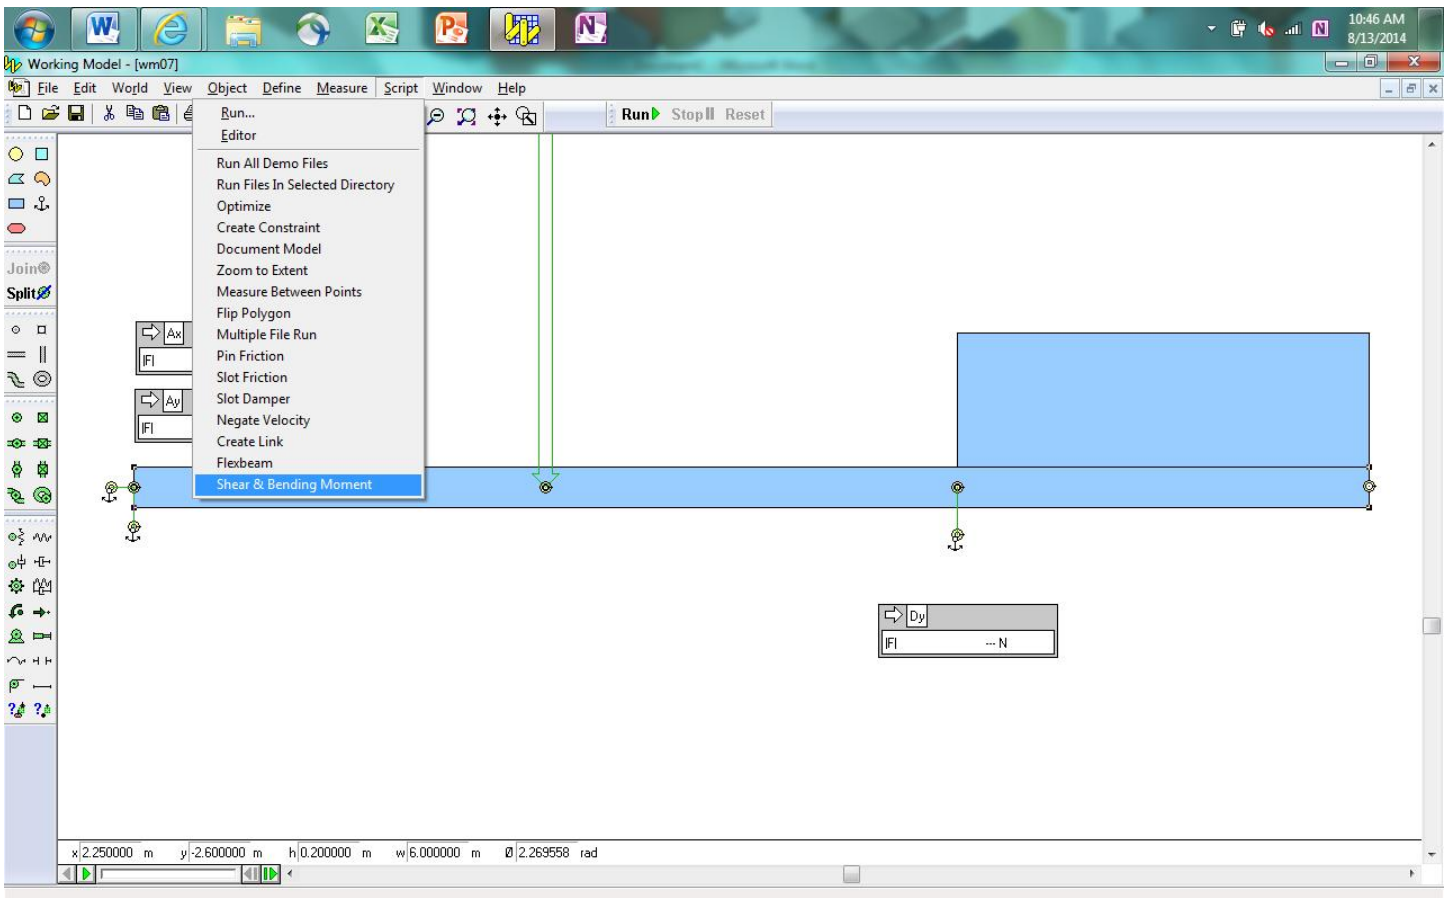 10:46 AM
8/13/2014
Working Model - [wm07]
File Edit World View Object Define Measure Script Window Help
Run Stop Reset
Run...
Editor
Run All Demo Files
Run Files In Selected Directory
Optimize
Create Constraint
Document Model
Zoom to Extent
Measure Between Points
Flip Polygon
Multiple File Run
Pin Friction
Slot Friction
Slot Damper
Negate Velocity
Create Link
Flexbeam
Shear & Bending Moment
Join
Split
Ax
|F|
Ay
|F|
Dy
|F| --- N
x 2.250000 m y -2.600000 m h 0.200000 m w 6.000000 m Ø 2.269558 rad